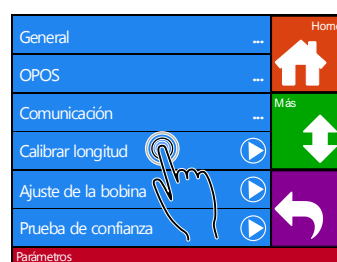 General ...
Home
OPOS ...
Comunicación ...
Más
Calibrar longitud
Ajuste de la bobina
Prueba de confianza
Parámetros